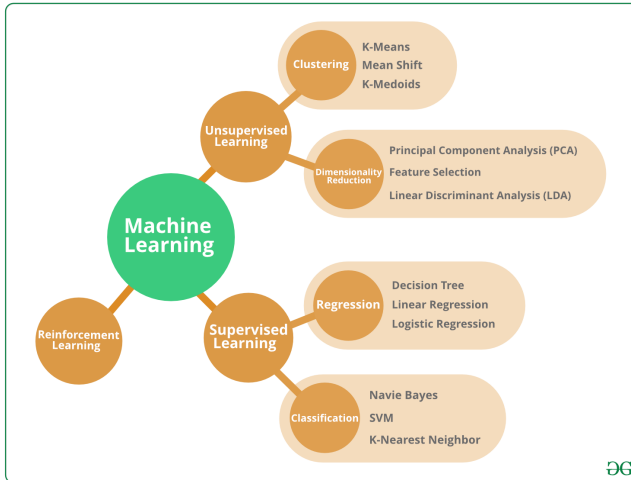 Clustering
K-Means
Mean Shift
K-Medoids
Unsupervised
Learning
Dimensionality
Reduction
Principal Component Analysis (PCA)
Feature Selection
Linear Discriminant Analysis (LDA)
Machine
Learning
Reinforcement
Learning
Supervised
Learning
Regression
Decision Tree
Linear Regression
Logistic Regression
Classification
Navie Bayes
SVM
K-Nearest Neighbor